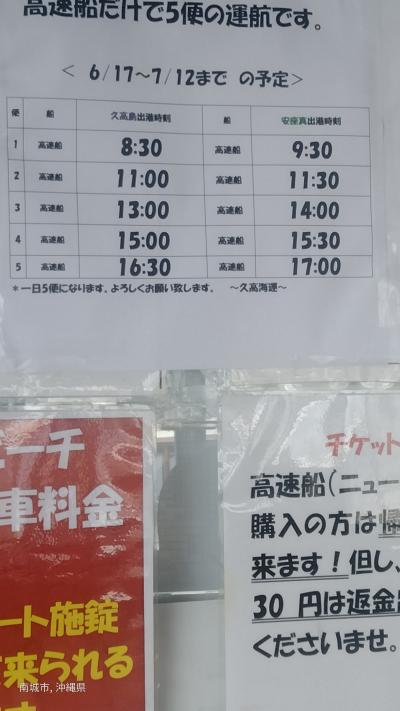 高速船だけで5便の運航です。
< 6/17~7/12まで の予定>
便 船 久高島出港時刻 船 安座真出港時刻
1 高速船 8:30 高速船 9:30
2 高速船 11:00 高速船 11:30
3 高速船 13:00 高速船 14:00
4 高速船 15:00 高速船 15:30
5 高速船 16:30 高速船 17:00
*一日5便になります。よろしくお願い致します。 ~久高海運~
ビーチ
車料金
ート施錠
来られる
ます
チケット
高速船(ニュー
購入の方は帰
来ます!但し、
30 円は返金
くださいませ。
南城市, 沖縄県